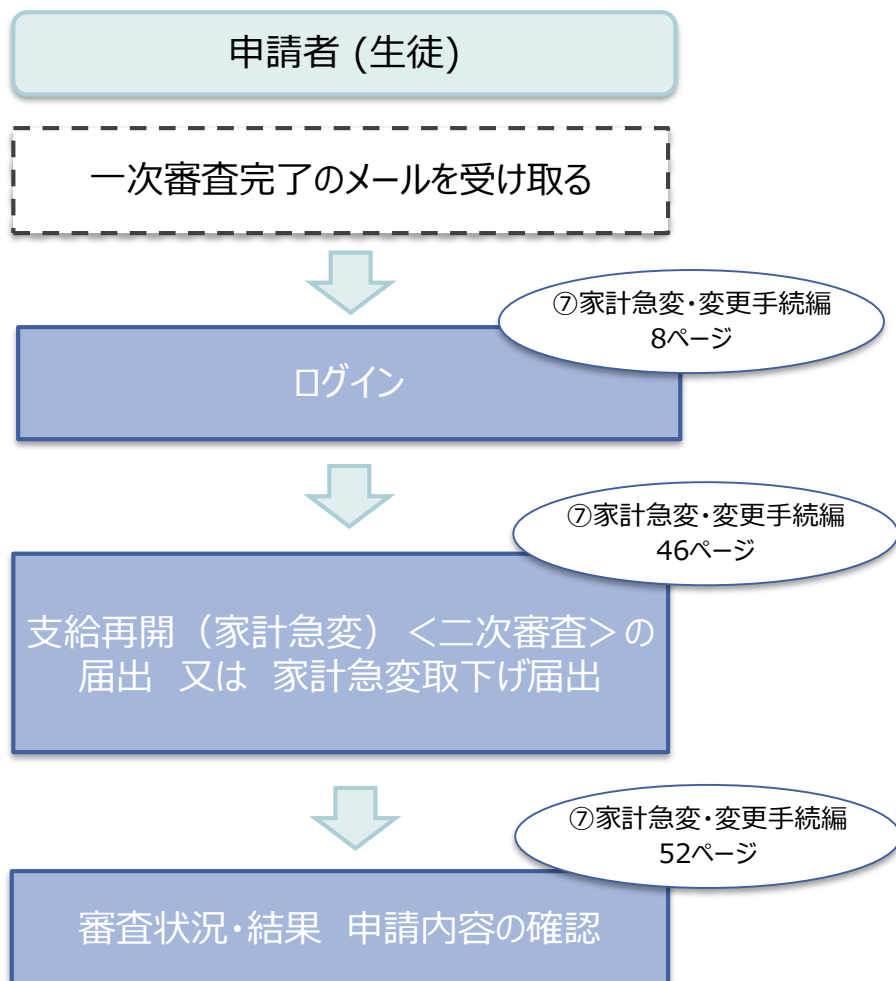 申請者 (生徒)
一次審査完了のメールを受け取る
⑦家計急変・変更手続編
8ページ
ログイン
⑦家計急変・変更手続編
46ページ
支給再開（家計急変）＜二次審査＞の
届出　又は　家計急変取下げ届出
⑦家計急変・変更手続編
52ページ
審査状況・結果　申請内容の確認